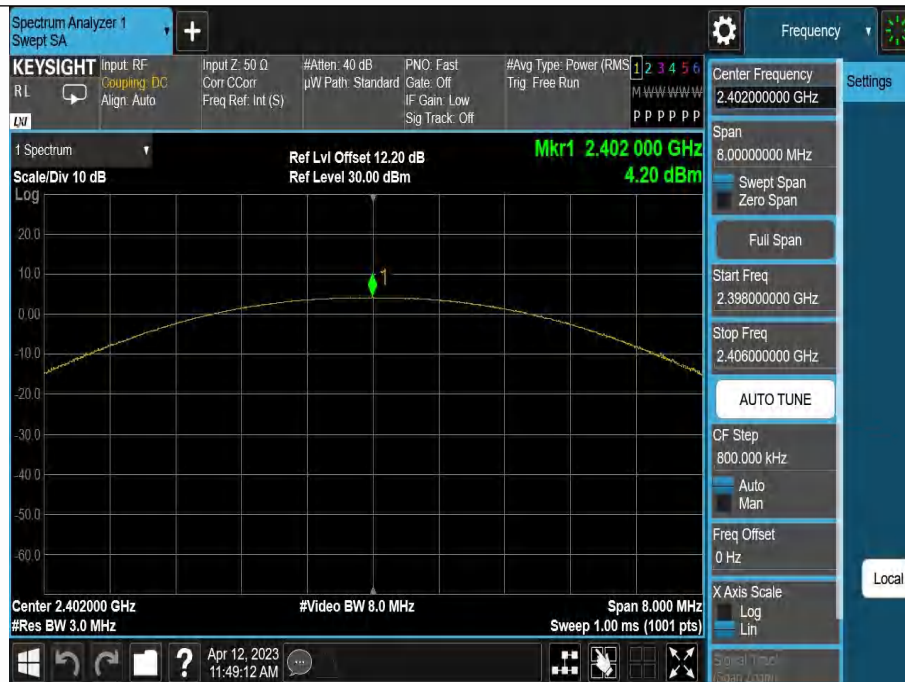 Spectrum Analyzer 1
Swept SA
Frequency
KEYSIGHT
RL
LXI
Input: RF
Coupling: DC
Align: Auto
Input Z: 50 Ω
Corr CCorr
Freq Ref: Int (S)
#Atten: 40 dB
µW Path: Standard
PNO: Fast
Gate: Off
IF Gain: Low
Sig Track: Off
#Avg Type: Power (RMS
Trig: Free Run
1 2 3 4 5 6
M W W W W W
P P P P P P
1 Spectrum
Scale/Div 10 dB
Ref Lvl Offset 12.20 dB
Ref Level 30.00 dBm
Mkr1 2.402 000 GHz
4.20 dBm
Log
20.0
10.0
0.00
-10.0
-20.0
-30.0
-40.0
-50.0
-60.0
1
Center 2.402000 GHz
#Res BW 3.0 MHz
#Video BW 8.0 MHz
Span 8.000 MHz
Sweep 1.00 ms (1001 pts)
Apr 12, 2023
11:49:12 AM
Center Frequency
2.402000000 GHz
Settings
Span
8.00000000 MHz
Swept Span
Zero Span
Full Span
Start Freq
2.398000000 GHz
Stop Freq
2.406000000 GHz
AUTO TUNE
CF Step
800.000 kHz
Auto
Man
Freq Offset
0 Hz
Local
X Axis Scale
Log
Lin
Signal Track
(Span Zoom)